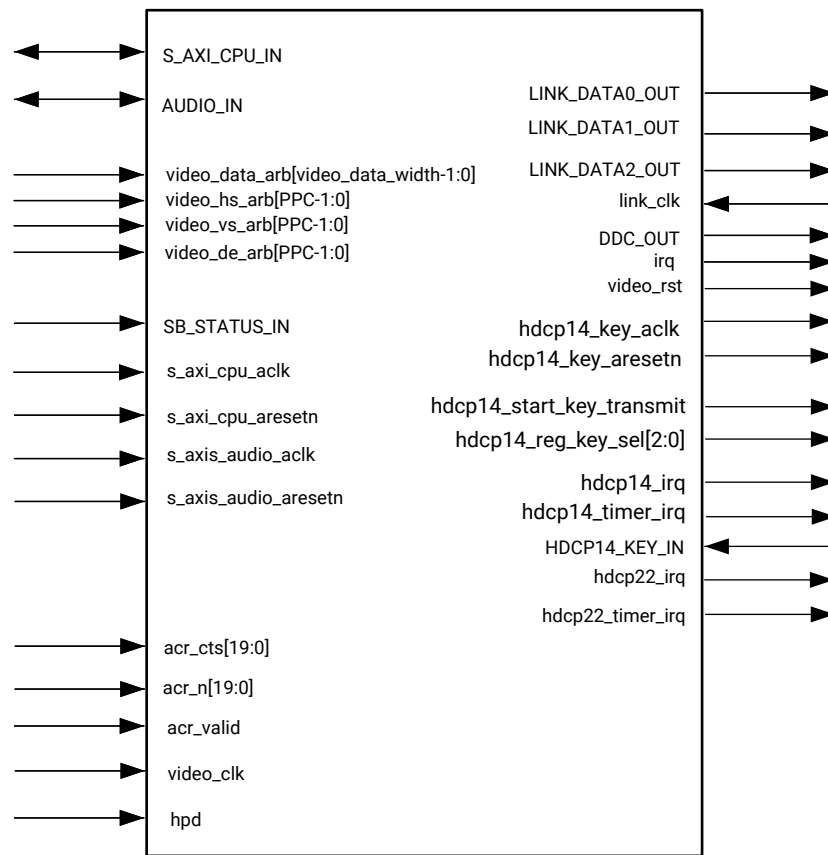 S_AXI_CPU_IN
AUDIO_IN
video_data_arb[video_data_width-1:0]
video_hs_arb[PPC-1:0]
video_vs_arb[PPC-1:0]
video_de_arb[PPC-1:0]
SB_STATUS_IN
s_axi_cpu_aclk
s_axi_cpu_aresetn
s_axis_audio_aclk
s_axis_audio_aresetn
acr_cts[19:0]
acr_n[19:0]
acr_valid
video_clk
hpd
LINK_DATA0_OUT
LINK_DATA1_OUT
LINK_DATA2_OUT
link_clk
DDC_OUT
irq
video_rst
hdcp14_key_aclk
hdcp14_key_aresetn
hdcp14_start_key_transmit
hdcp14_reg_key_sel[2:0]
hdcp14_irq
hdcp14_timer_irq
HDCP14_KEY_IN
hdcp22_irq
hdcp22_timer_irq